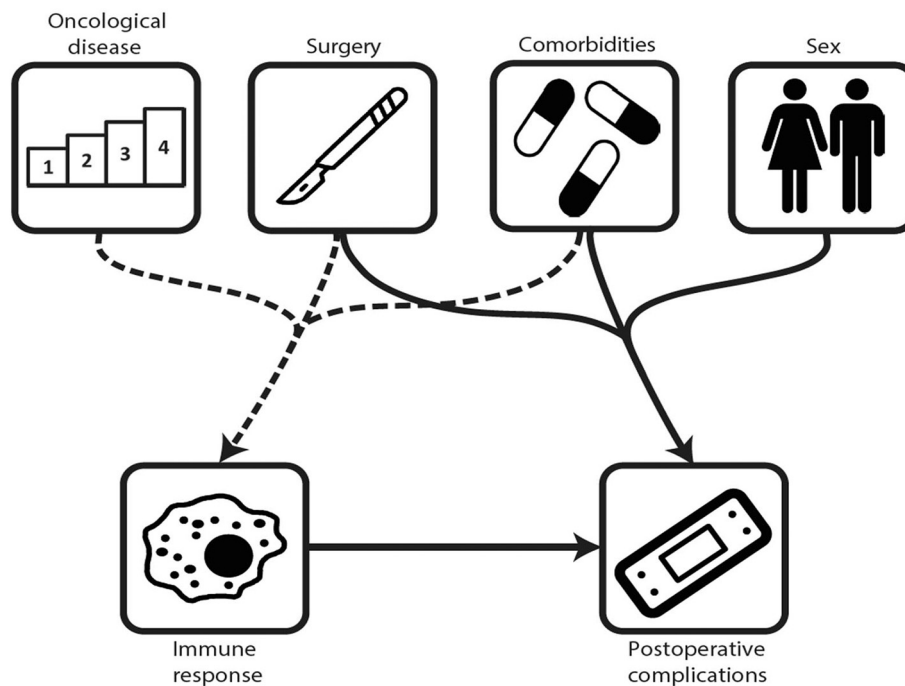 Oncological
disease
Surgery
Comorbidities
Sex
1
2
3
4
Immune
response
Postoperative
complications